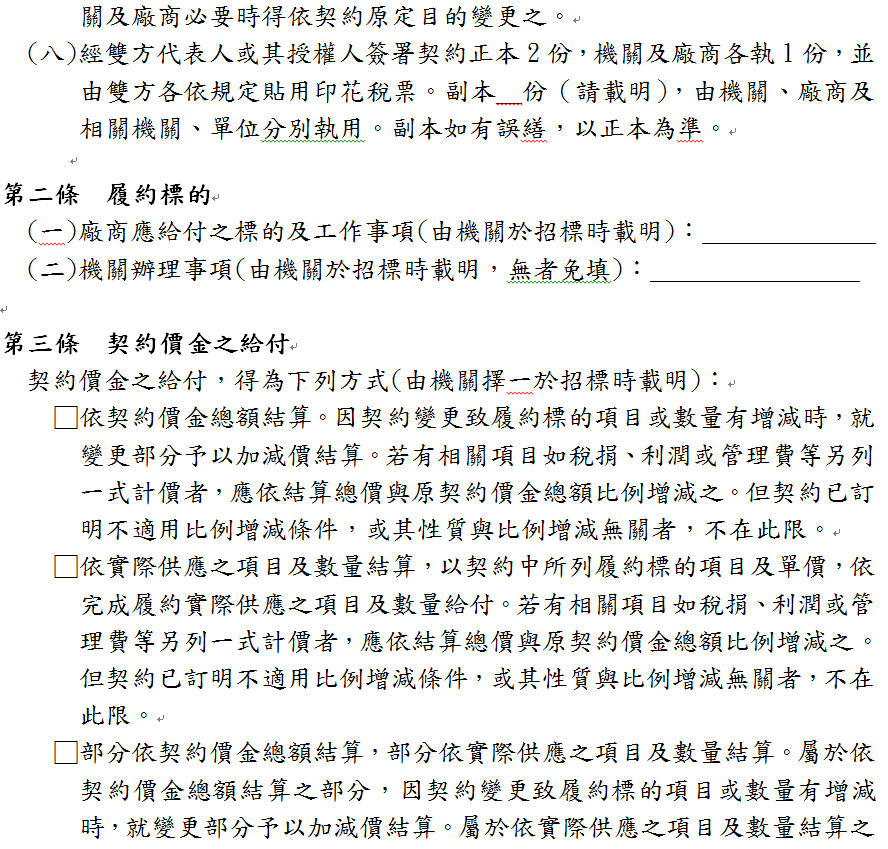 關及廠商必要時得依契約原定目的變更之。
(八)經雙方代表人或其授權人簽署契約正本2份，機關及廠商各執1份，並
由雙方各依規定貼用印花稅票。副本__份（請載明），由機關、廠商及
相關機關、單位分別執用。副本如有誤繕，以正本為準。
第二條　履約標的
(一)廠商應給付之標的及工作事項(由機關於招標時載明)：____________
(二)機關辦理事項(由機關於招標時載明，無者免填)：______________
第三條　契約價金之給付
契約價金之給付，得為下列方式(由機關擇一於招標時載明)：
□依契約價金總額結算。因契約變更致履約標的項目或數量有增減時，就
變更部分予以加減價結算。若有相關項目如稅捐、利潤或管理費等另列
一式計價者，應依結算總價與原契約價金總額比例增減之。但契約已訂
明不適用比例增減條件，或其性質與比例增減無關者，不在此限。
□依實際供應之項目及數量結算，以契約中所列履約標的項目及單價，依
完成履約實際供應之項目及數量給付。若有相關項目如稅捐、利潤或管
理費等另列一式計價者，應依結算總價與原契約價金總額比例增減之。
但契約已訂明不適用比例增減條件，或其性質與比例增減無關者，不在
此限。
□部分依契約價金總額結算，部分依實際供應之項目及數量結算。屬於依
契約價金總額結算之部分，因契約變更致履約標的項目或數量有增減
時，就變更部分予以加減價結算。屬於依實際供應之項目及數量結算之